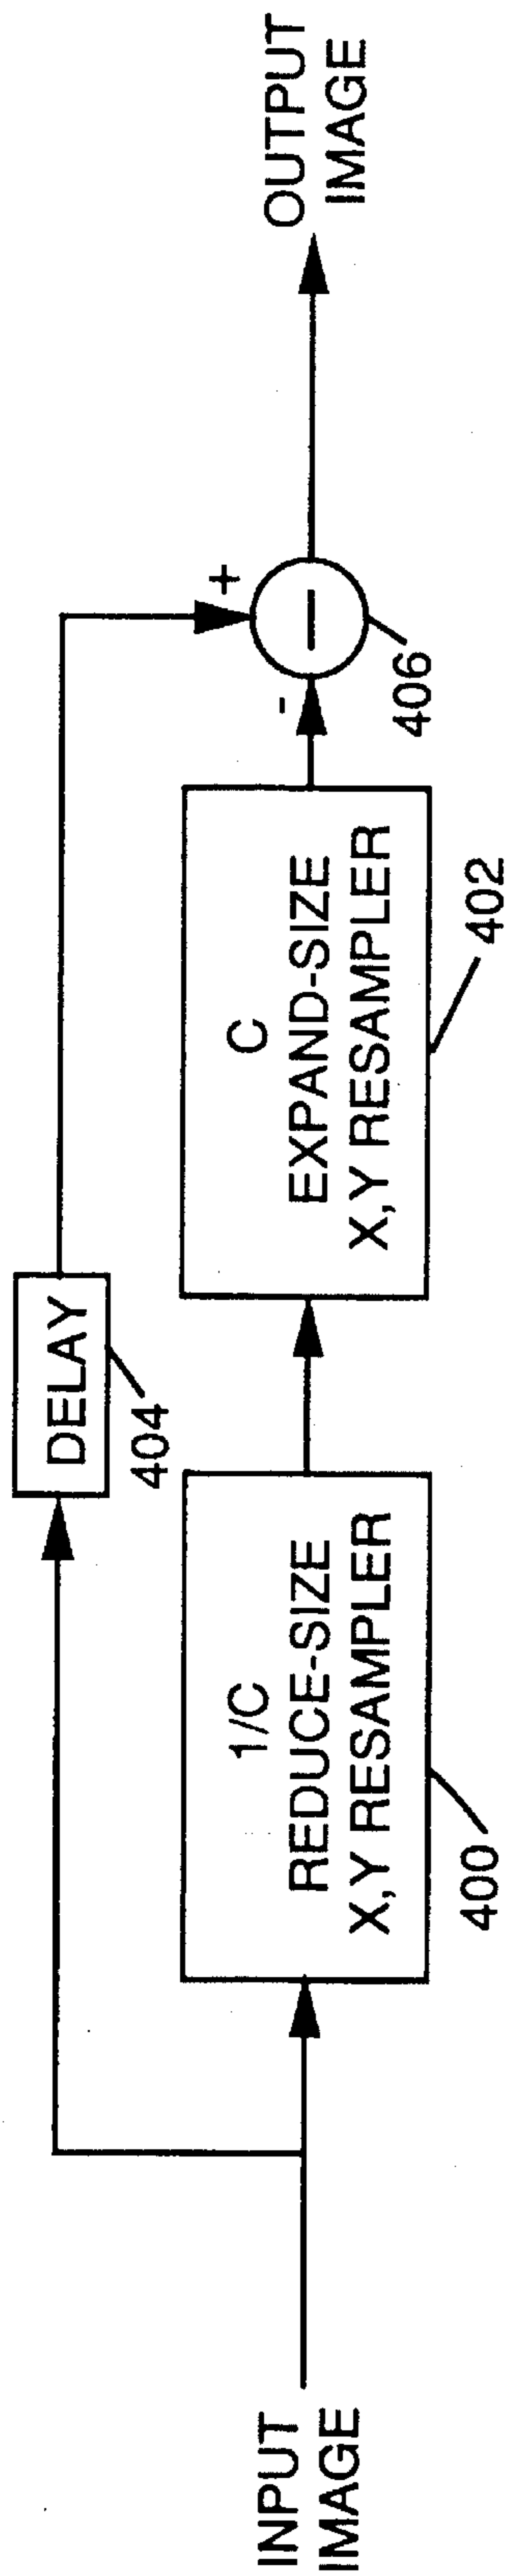 INPUT
IMAGE
1/C
REDUCE-SIZE
X,Y RESAMPLER
400
DELAY
404
C
EXPAND-SIZE
X,Y RESAMPLER
402
+
-
—
406
OUTPUT
IMAGE